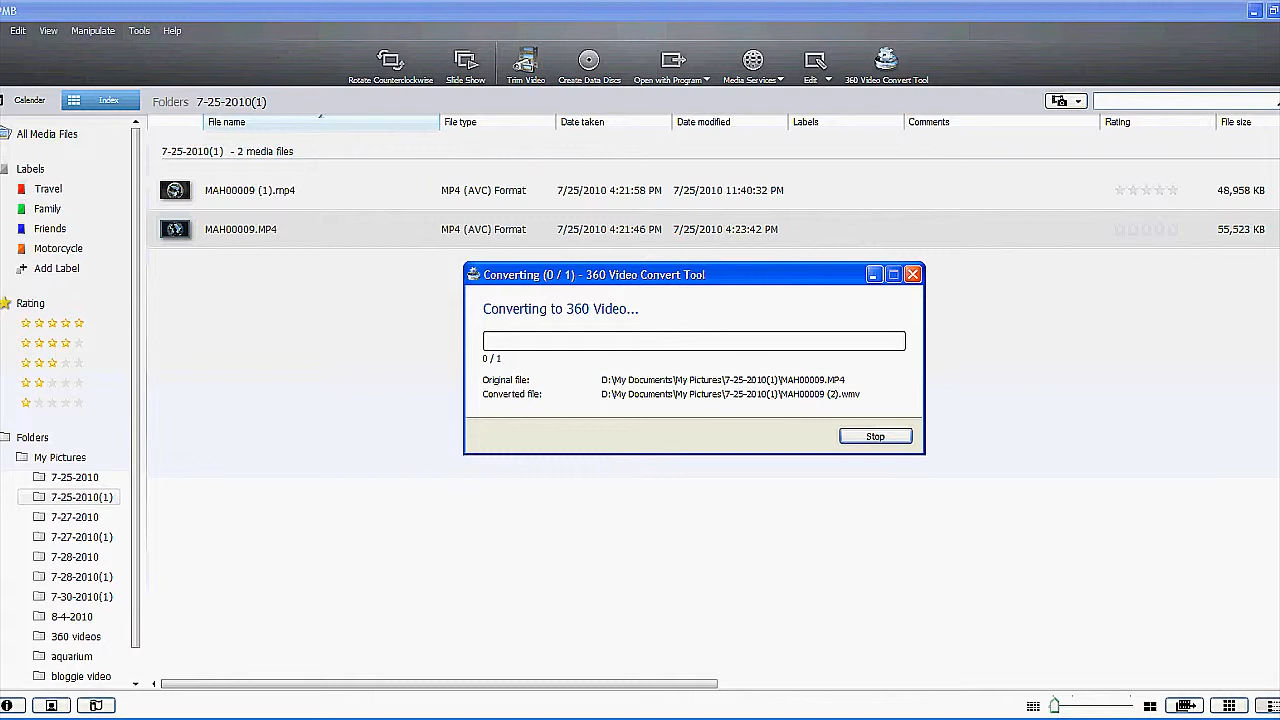 PMB
Edit View Manipulate Tools Help
Rotate Counterclockwise Slide Show Trim Video Create Data Discs Open with Program Media Services Edit 360 Video Convert Tool
Calendar Index Folders 7-25-2010(1)
File name File type Date taken Date modified Labels Comments Rating File size
All Media Files
7-25-2010(1) - 2 media files
Labels
Travel
Family
Friends
Motorcycle
Add Label
MAH00009 (1).mp4 MP4 (AVC) Format 7/25/2010 4:21:58 PM 7/25/2010 11:40:32 PM 48,958 KB
MAH00009.MP4 MP4 (AVC) Format 7/25/2010 4:21:46 PM 7/25/2010 4:23:42 PM 55,523 KB
Converting (0 / 1) - 360 Video Convert Tool
Converting to 360 Video...
0 / 1
Original file: D:\My Documents\My Pictures\7-25-2010(1)\MAH00009.MP4
Converted file: D:\My Documents\My Pictures\7-25-2010(1)\MAH00009 (2).wmv
Stop
Rating
Folders
My Pictures
7-25-2010
7-25-2010(1)
7-27-2010
7-27-2010(1)
7-28-2010
7-28-2010(1)
7-30-2010(1)
8-4-2010
360 videos
aquarium
bloggie video